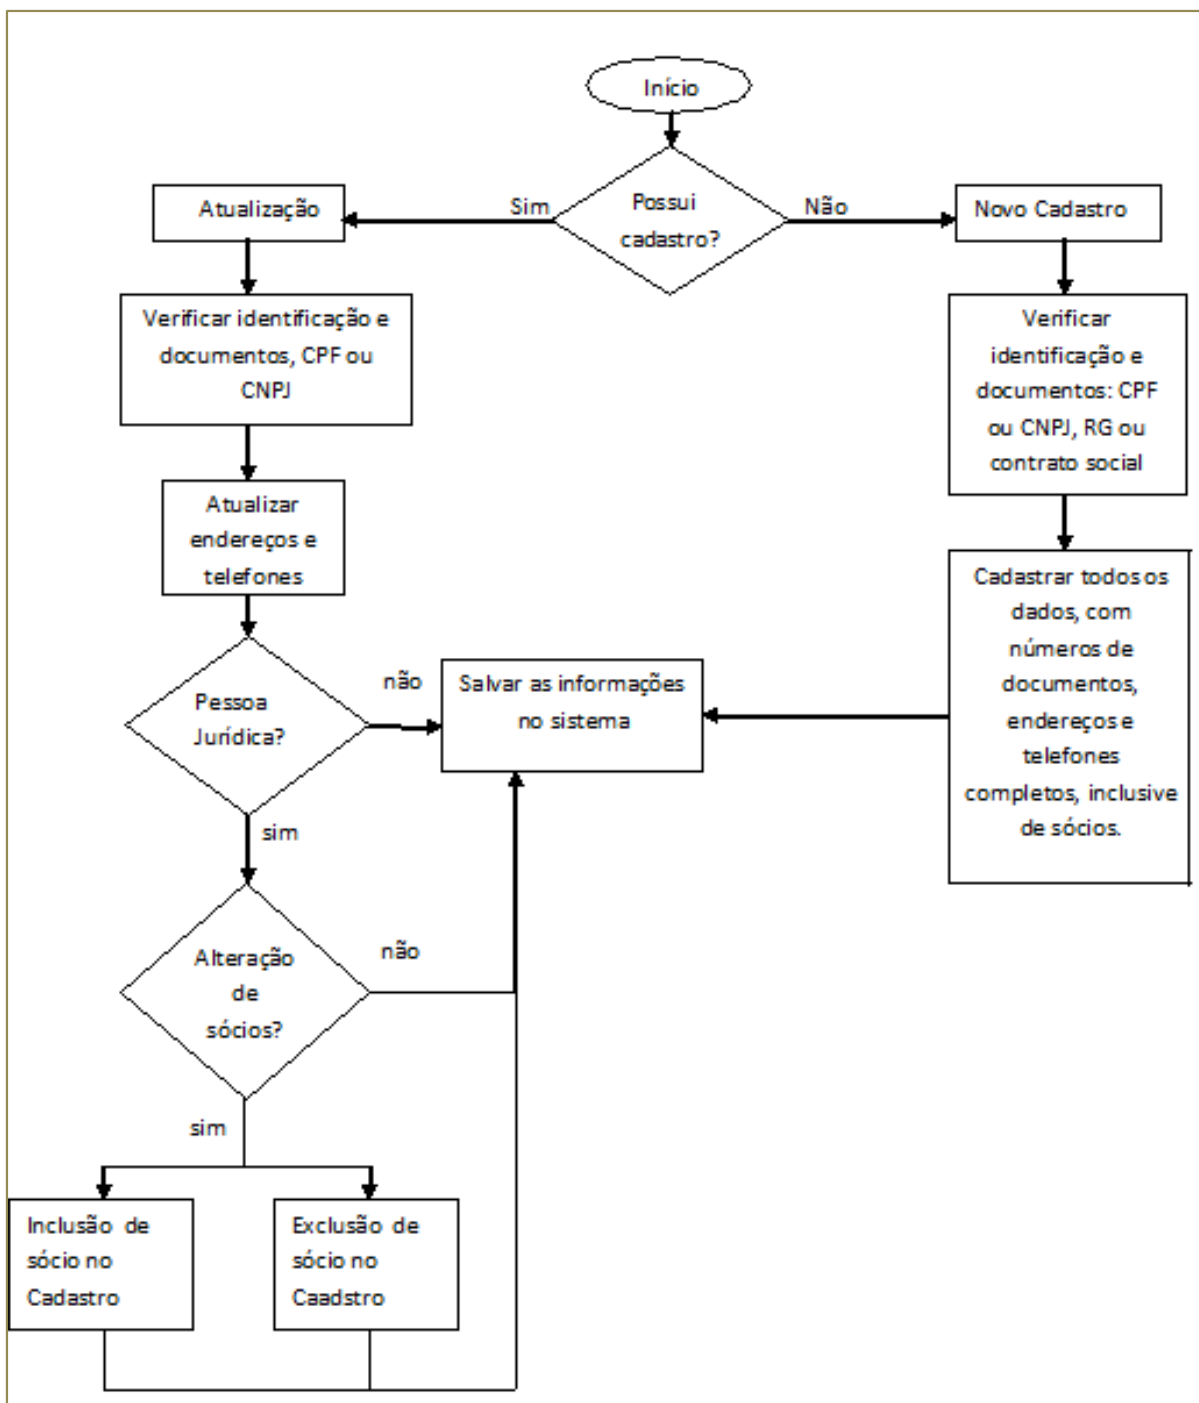 Início
Possui
cadastro?
Sim
Não
Atualização
Novo Cadastro
Verificar identificação e
documentos, CPF ou
CNPJ
Verificar
identificação e
documentos: CPF
ou CNPJ, RG ou
contrato social
Atualizar
endereços e
telefones
Cadastrar todos os
dados, com
números de
documentos,
endereços e
telefones
completos, inclusive
de sócios.
Pessoa
Jurídica?
não
Salvar as informações
no sistema
sim
Alteração
de
sócios?
não
sim
Inclusão de
sócio no
Cadastro
Exclusão de
sócio no
Caadstro